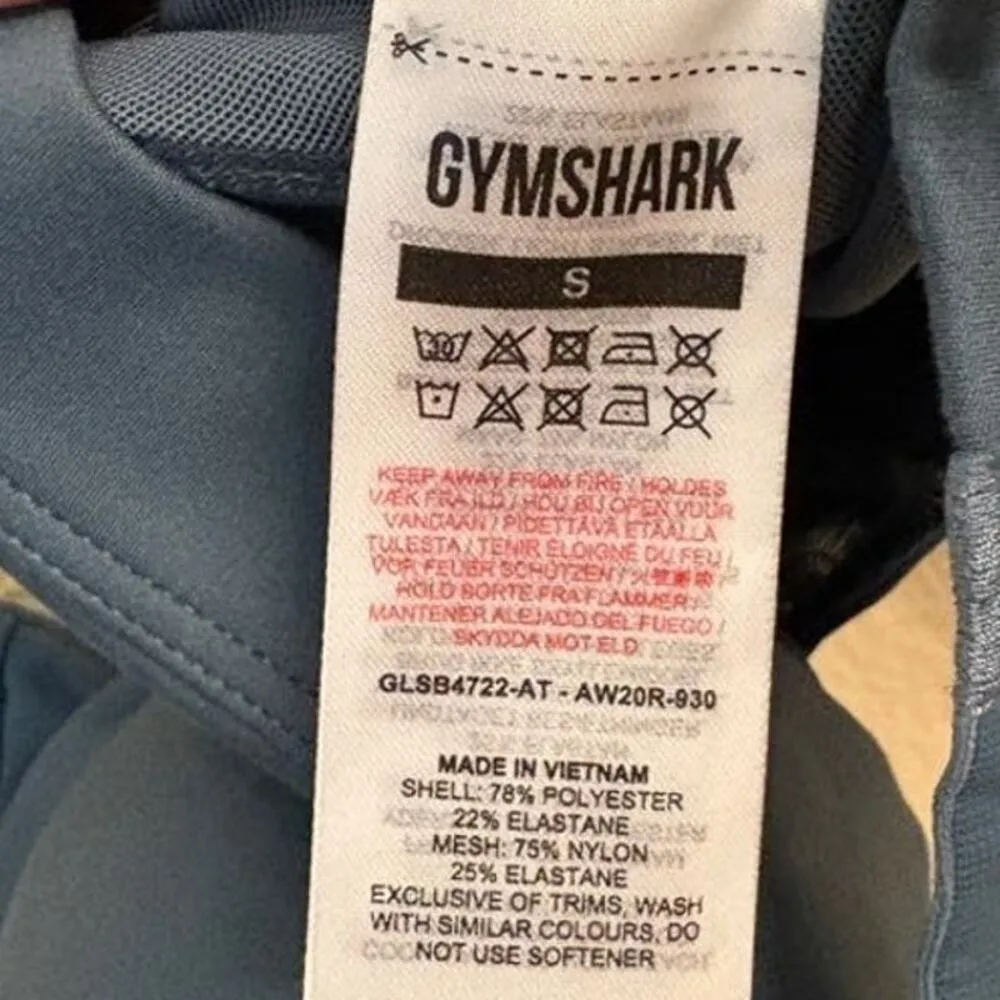 GYMSHARK
S
30
KEEP AWAY FROM FIRE / HOLDES
VÆK FRA ILD / HOU BIJ OPEN VUUR
VANDAAN / PIDETTÄVÄ ETÄÄLLÄ
TULESTA / TENIR ÉLOIGNÉ DU FEU /
VOR FEUER SCHÜTZEN /
HOLD BORTE FRA FLAMMER /
MANTENER ALEJADO DEL FUEGO /
SKYDDA MOT ELD
GLSB4722-AT - AW20R-930
MADE IN VIETNAM
SHELL: 78% POLYESTER
22% ELASTANE
MESH: 75% NYLON
25% ELASTANE
EXCLUSIVE OF TRIMS, WASH
WITH SIMILAR COLOURS, DO
NOT USE SOFTENER